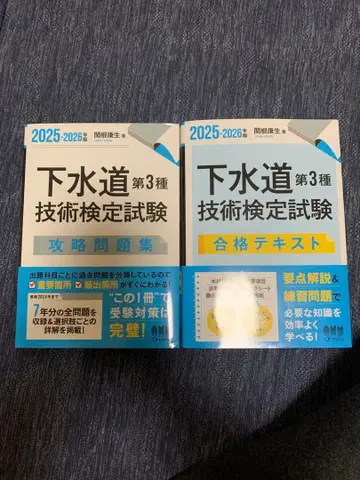 2025-2026年版
関根康生 著
下水道 第3種
技術検定試験
攻略問題集
出題科目ごとに過去問題を分類しているので
重要箇所 頻出箇所がすぐにわかる!
7年分の全問題を
収録&選択肢ごとの
詳解を掲載!
"この1冊"で
受験対策は
完璧!
2025-2026年版
関根康生 著
下水道 第3種
技術検定試験
合格テキスト
要点解説&
練習問題で
必要な知識を
効率よく
学べる!